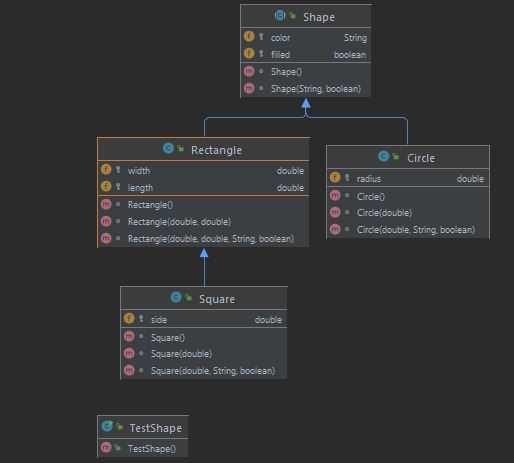 Shape
color String
filled boolean
Shape()
Shape(String, boolean)
Rectangle
width double
length double
Rectangle()
Rectangle(double, double)
Rectangle(double, double, String, boolean)
Circle
radius double
Circle()
Circle(double)
Circle(double, String, boolean)
Square
side double
Square()
Square(double)
Square(double, String, boolean)
TestShape
TestShape()